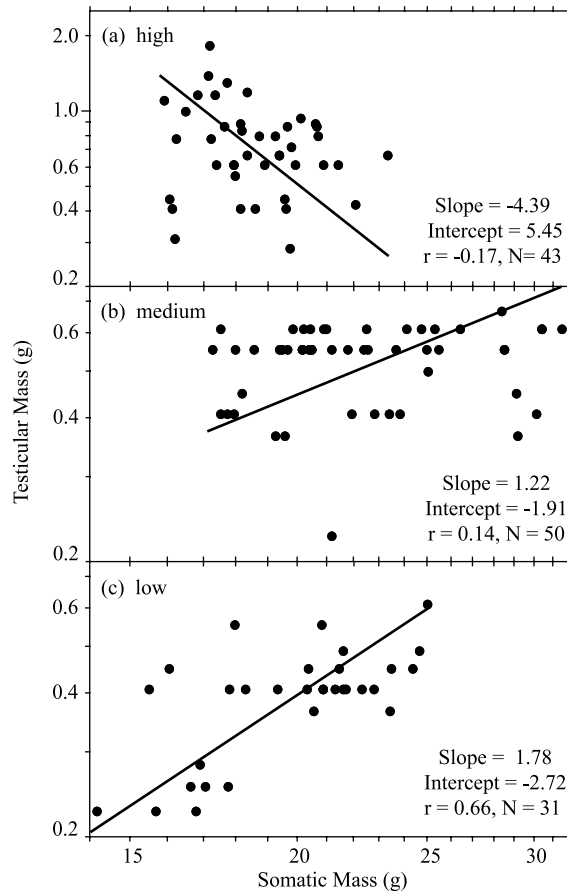 2.0
(a) high
1.0
0.6
0.4
Slope = -4.39
Intercept = 5.45
r = -0.17, N= 43
0.2
(b) medium
0.6
Testicular Mass (g)
0.4
Slope = 1.22
Intercept = -1.91
r = 0.14, N = 50
0.2
(c) low
0.6
0.4
Slope = 1.78
Intercept = -2.72
r = 0.66, N = 31
0.2
15 20 25 30
Somatic Mass (g)